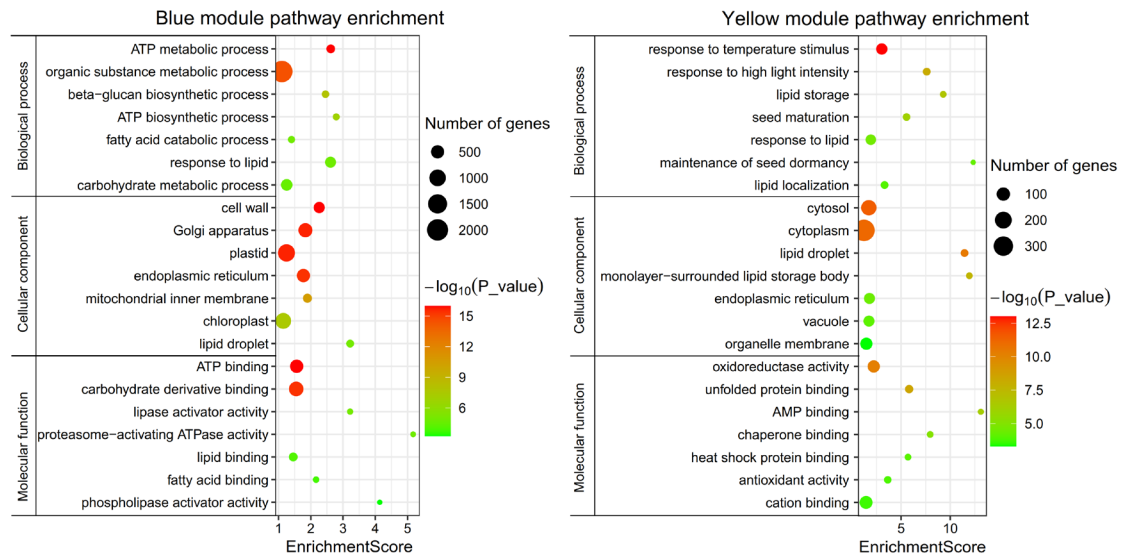 Blue module pathway enrichment
Biological process
ATP metabolic process
organic substance metabolic process
beta-glucan biosynthetic process
ATP biosynthetic process
fatty acid catabolic process
response to lipid
carbohydrate metabolic process
Cellular component
cell wall
Golgi apparatus
plastid
endoplasmic reticulum
mitochondrial inner membrane
chloroplast
lipid droplet
Molecular function
ATP binding
carbohydrate derivative binding
lipase activator activity
proteasome−activating ATPase activity
lipid binding
fatty acid binding
phospholipase activator activity
1 2 3 4 5
EnrichmentScore
Number of genes
500
1000
1500
2000
−log10(P_value)
15
12
9
6
Yellow module pathway enrichment
Biological process
response to temperature stimulus
response to high light intensity
lipid storage
seed maturation
response to lipid
maintenance of seed dormancy
lipid localization
Cellular component
cytosol
cytoplasm
lipid droplet
monolayer−surrounded lipid storage body
endoplasmic reticulum
vacuole
organelle membrane
Molecular function
oxidoreductase activity
unfolded protein binding
AMP binding
chaperone binding
heat shock protein binding
antioxidant activity
cation binding
5 10
EnrichmentScore
Number of genes
100
200
300
−log10(P_value)
12.5
10.0
7.5
5.0